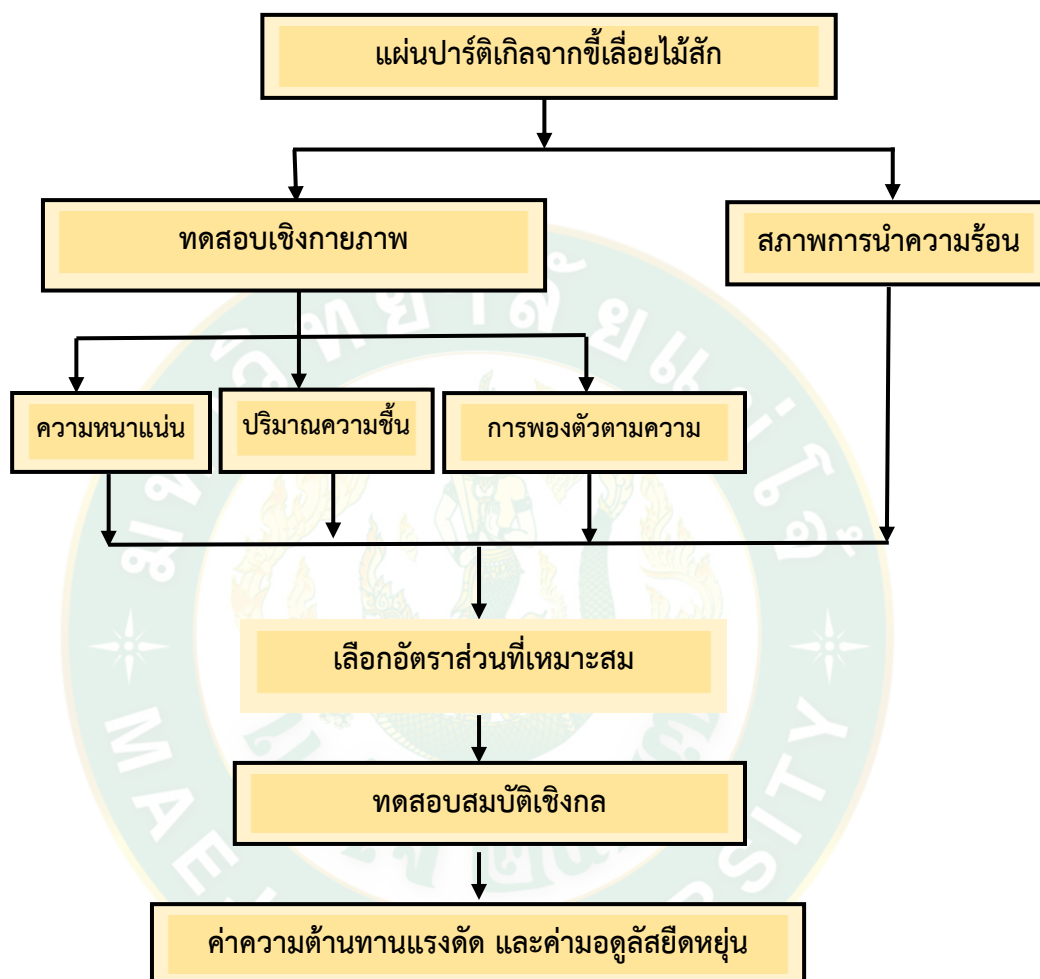 แผ่นปาร์ติเกิลจากขี้เลื่อยไม้สัก
ทดสอบเชิงกายภาพ
สภาพการนำความร้อน
ความหนาแน่น
ปริมาณความชื้น
การพองตัวตามความ
เลือกอัตราส่วนที่เหมาะสม
ทดสอบสมบัติเชิงกล
ค่าความต้านทานแรงดัด และค่ามอดูลัสยืดหยุ่น